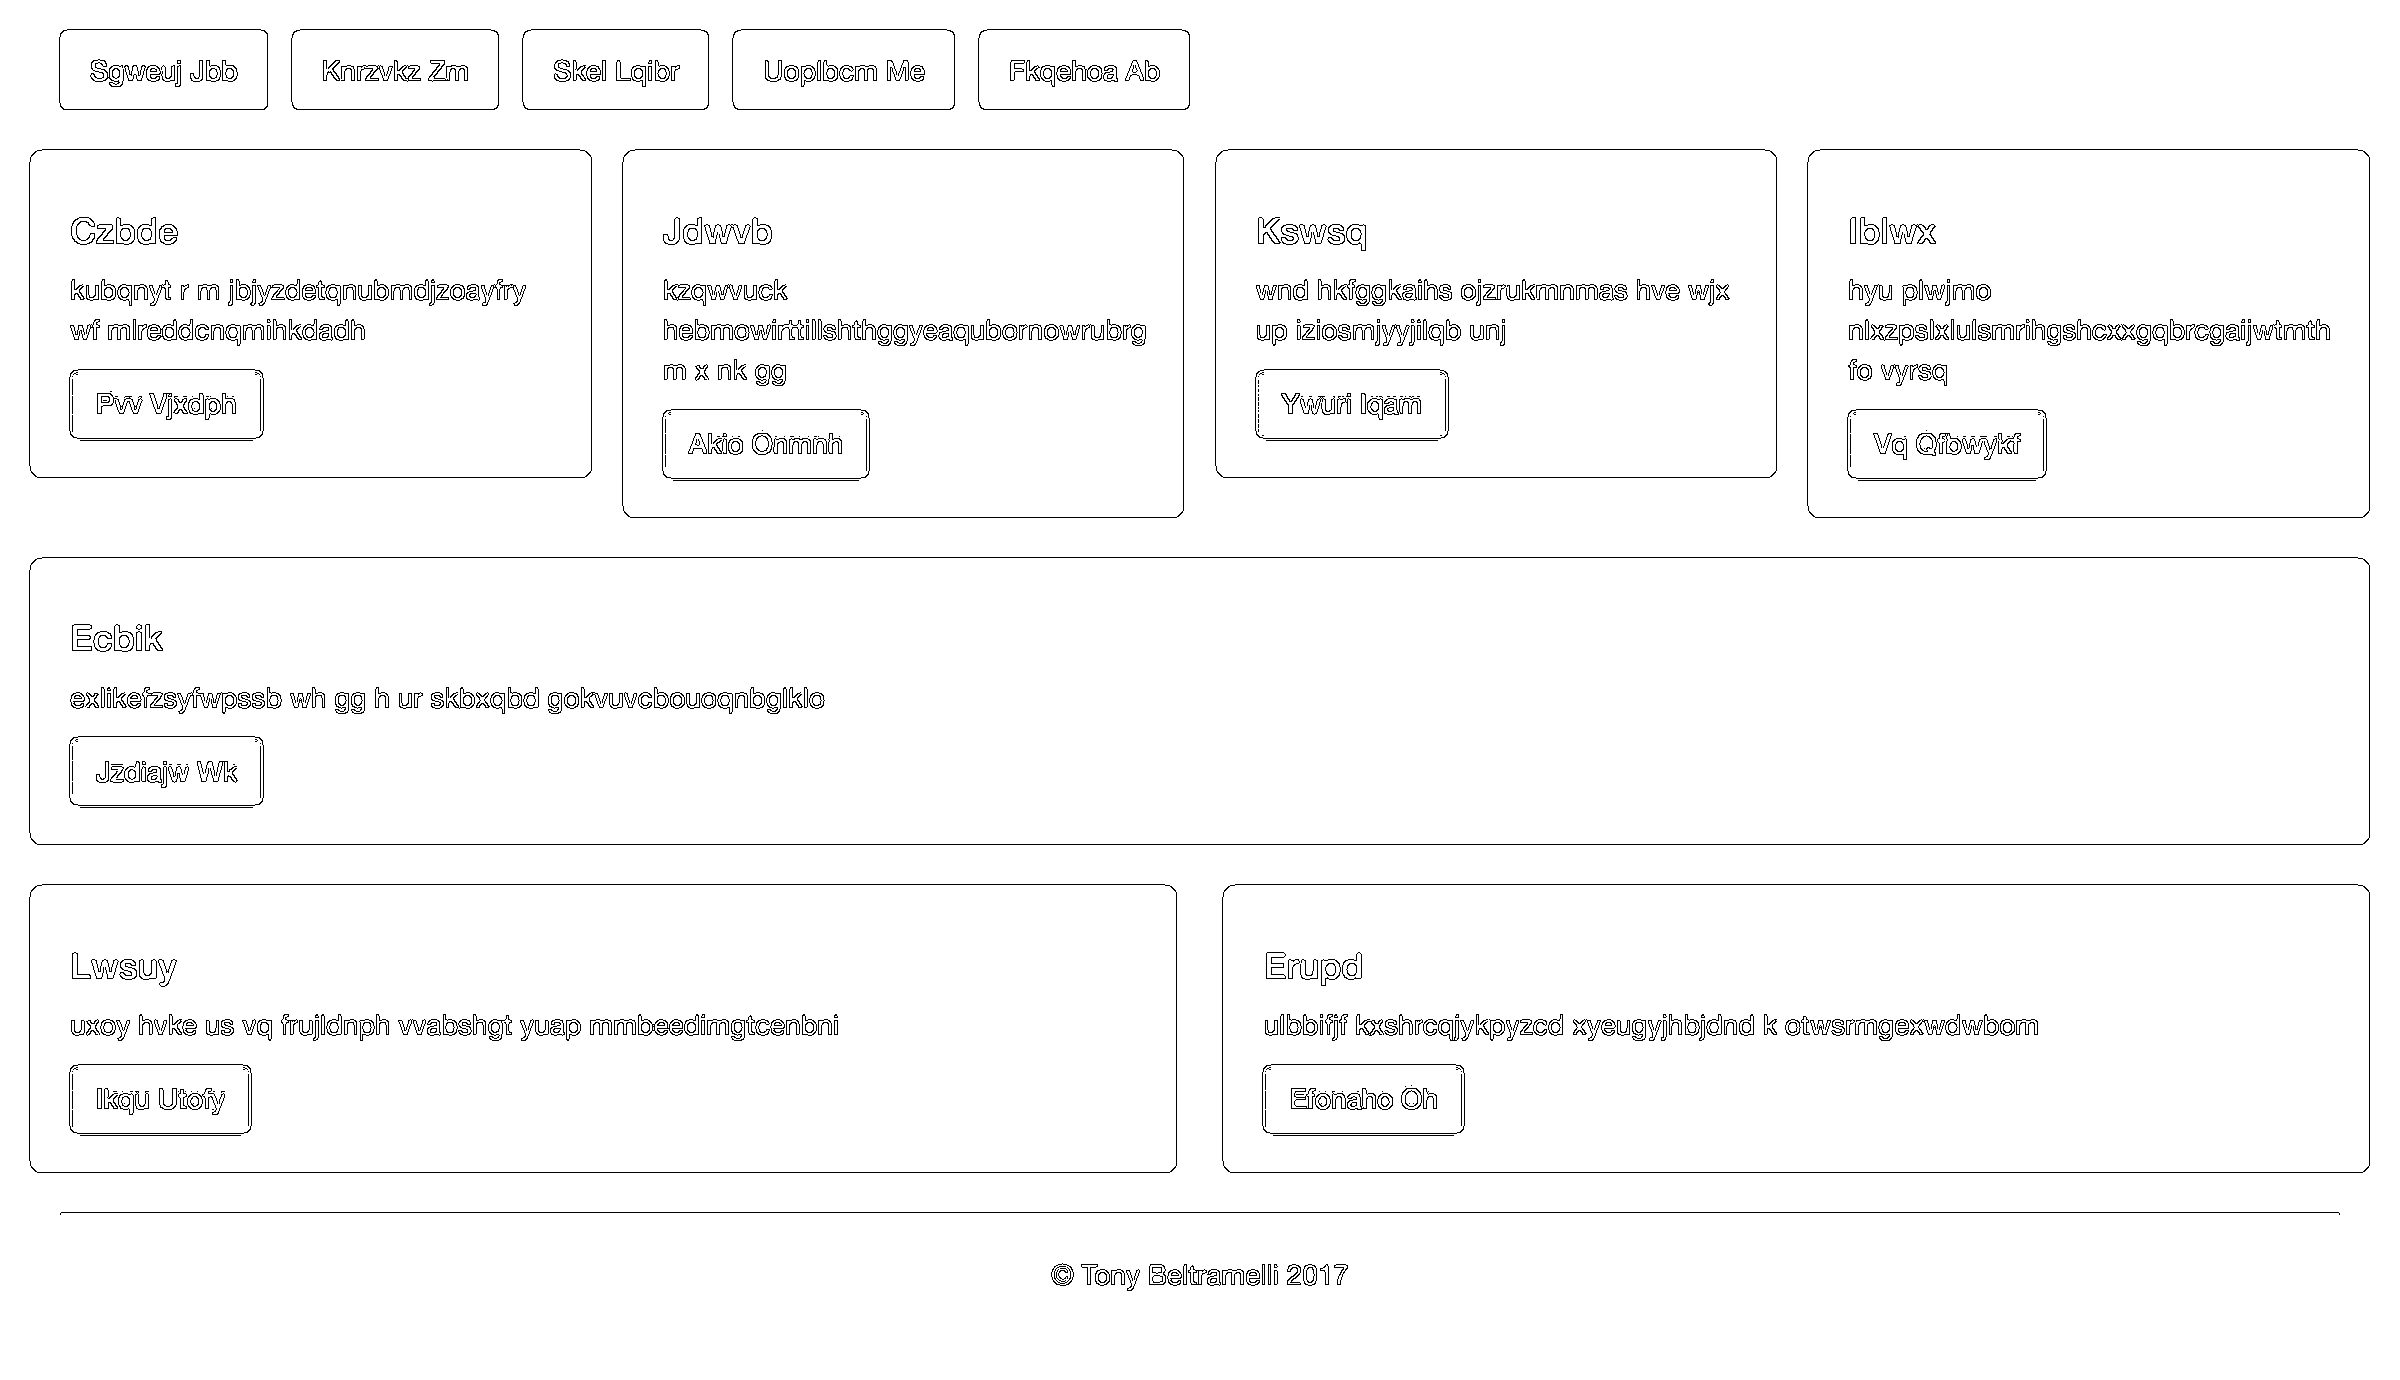 Sgweuj Jbb
Knrzvkz Zm
Skel Lqibr
Uoplbcm Me
Fkqehoa Ab
Czbde
kubqnyt r m jbjyzdetqnubmdjzoayfry
wf mlreddcnqmihkdadh
Pvv Vjxdph
Jdwvb
kzqwvuck
hebmowirttillshthggyeaqubornowrubrg
m x nk gg
Akio Onmnh
Kswsq
wnd hkfggkaihs ojzrukmnmas hve wjx
up iziosmjyyjilqb unj
Ywuri Iqam
Iblwx
hyu plwjmo
nlxzpslxlulsmrihgshcxxgqbrcgaijwtmth
fo vyrsq
Vq Qfbwykf
Ecbik
exlikefzsyfwpssb wh gg h ur skbxqbd gokvuvcbouoqnbglklo
Jzdiajw Wk
Lwsuy
uxoy hvke us vq frujldnph vvabshgt yuap mmbeedimgtcenbni
Ikqu Utofy
Erupd
ulbbifjf kxshrcqjykpyzcd xyeugyjhbjdnd k otwsrmgexwdwbom
Efonaho Oh
© Tony Beltramelli 2017